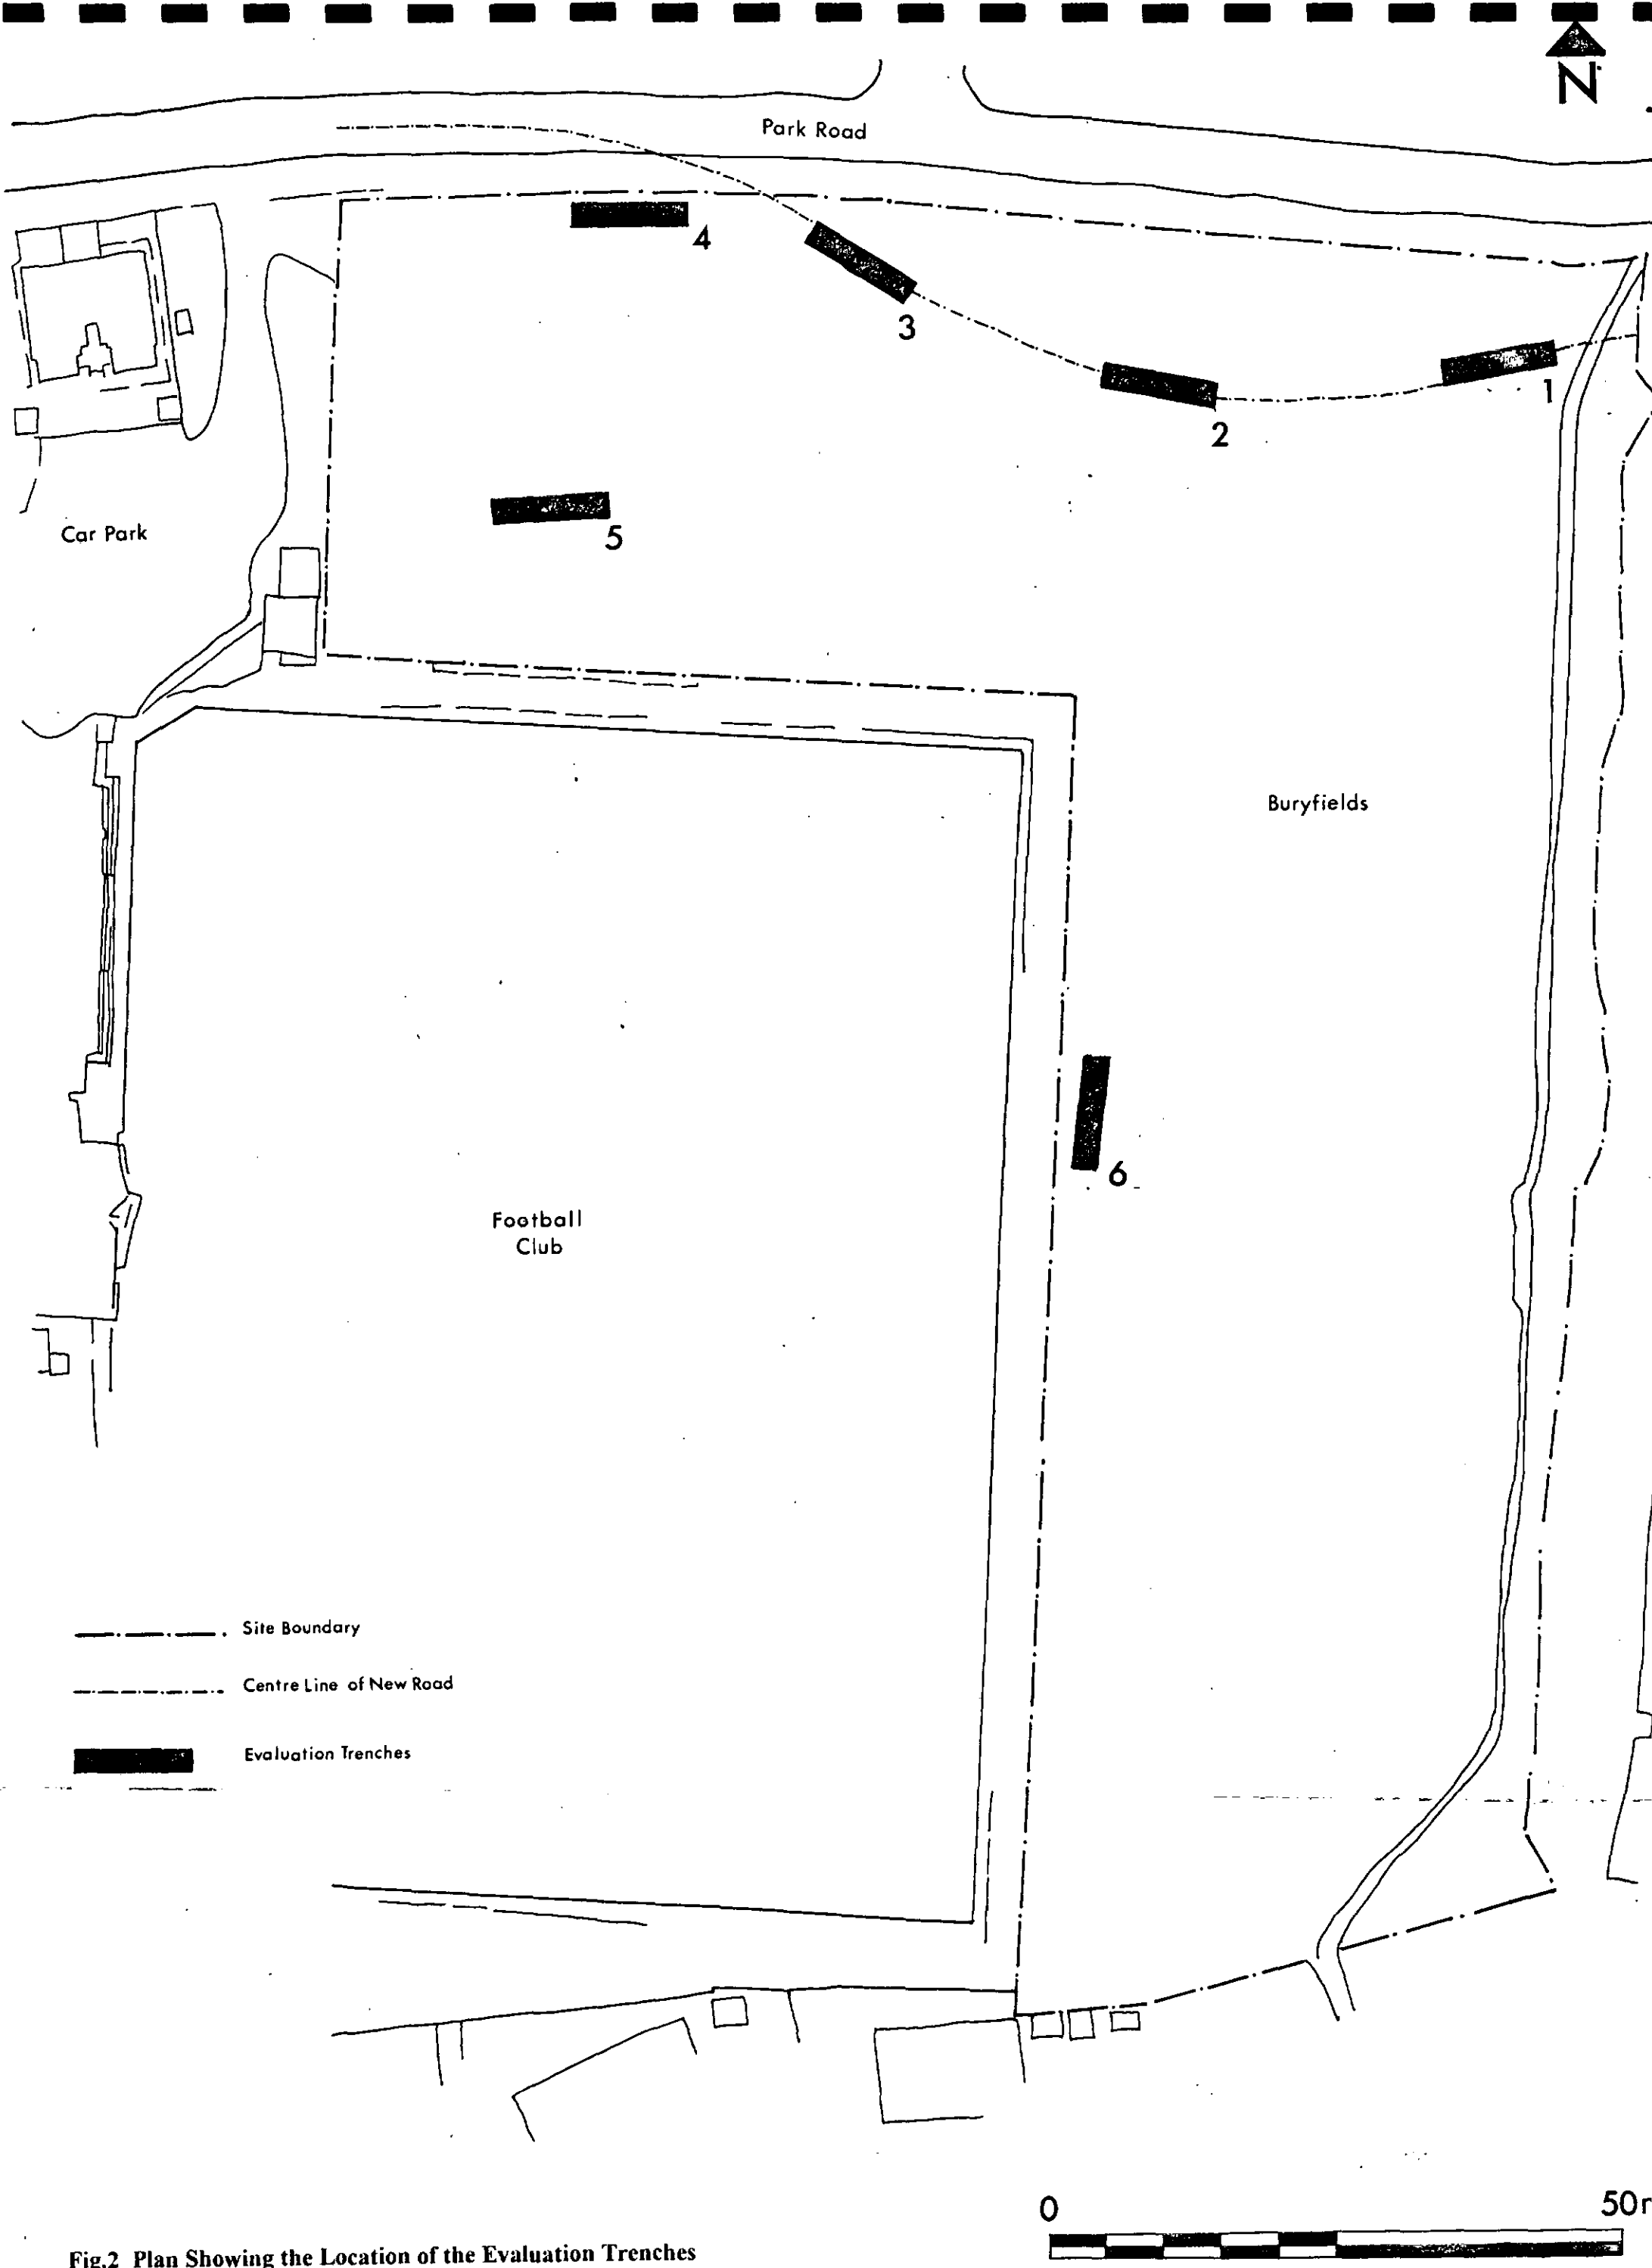 N
Park Road
4
3
1
2
5
Car Park
Buryfields
6
Football
Club
Site Boundary
Centre Line of New Road
Evaluation Trenches
0
50m
Fig.2 Plan Showing the Location of the Evaluation Trenches